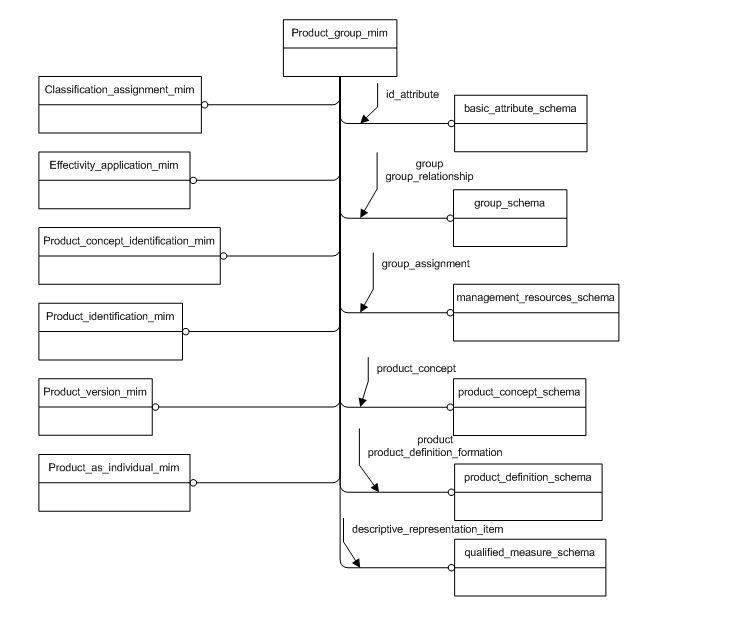 Product_group_mim
Classification_assignment_mim
id_attribute
basic_attribute_schema
Effectivity_application_mim
group
group_relationship
group_schema
Product_concept_identification_mim
group_assignment
management_resources_schema
Product_identification_mim
product_concept
Product_version_mim
product_concept_schema
product
product_definition_formation
Product_as_individual_mim
product_definition_schema
descriptive_representation_item
qualified_measure_schema